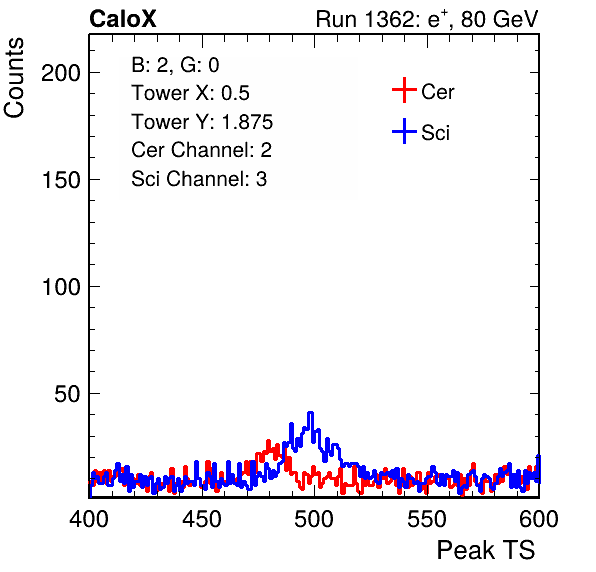 CaloX
Run 1362: e⁺, 80 GeV
Counts
B: 2, G: 0
Tower X: 0.5
Tower Y: 1.875
Cer Channel: 2
Sci Channel: 3
Cer
Sci
200
150
100
50
400 450 500 550 600
Peak TS